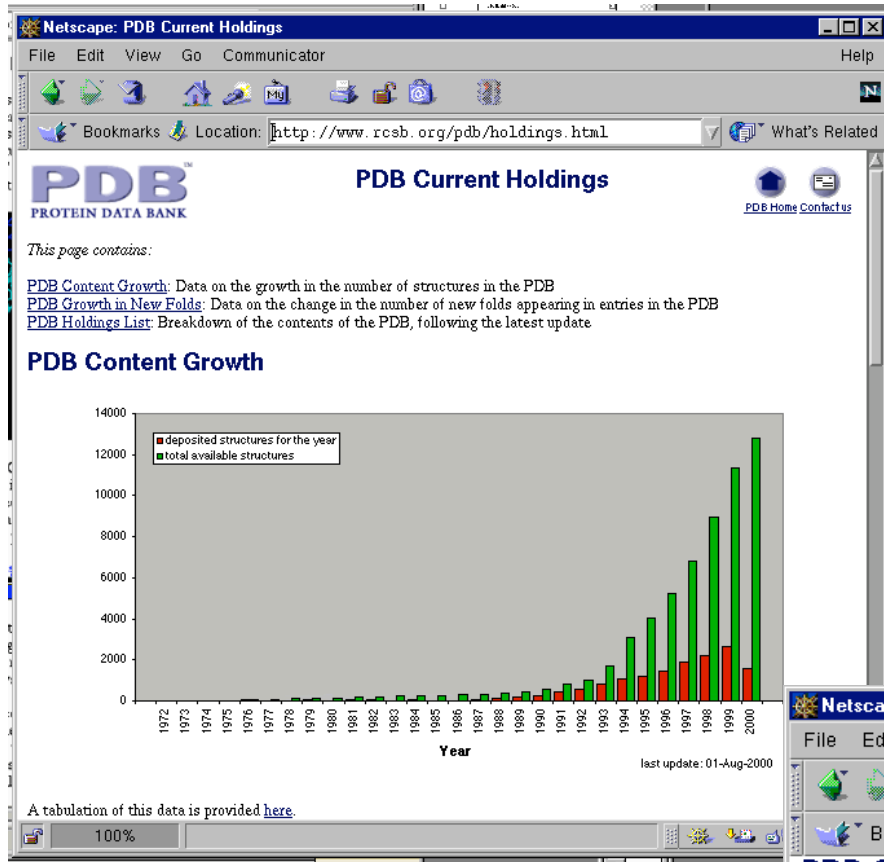 Netscape: PDB Current Holdings
File Edit View Go Communicator Help
My
N
Bookmarks Location: http://www.rcsb.org/pdb/holdings.html What's Related
PDB™
PROTEIN DATA BANK
PDB Current Holdings
PDB Home Contact us
This page contains:
PDB Content Growth: Data on the growth in the number of structures in the PDB
PDB Growth in New Folds: Data on the change in the number of new folds appearing in entries in the PDB
PDB Holdings List: Breakdown of the contents of the PDB, following the latest update
PDB Content Growth
14000
12000
10000
8000
6000
4000
2000
0
deposited structures for the year
total available structures
1972 1973 1974 1975 1976 1977 1978 1979 1980 1981 1982 1983 1984 1985 1986 1987 1988 1989 1990 1991 1992 1993 1994 1995 1996 1997 1998 1999 2000
Year
last update: 01-Aug-2000
A tabulation of this data is provided here.
100%
Netsca
File Ed
B